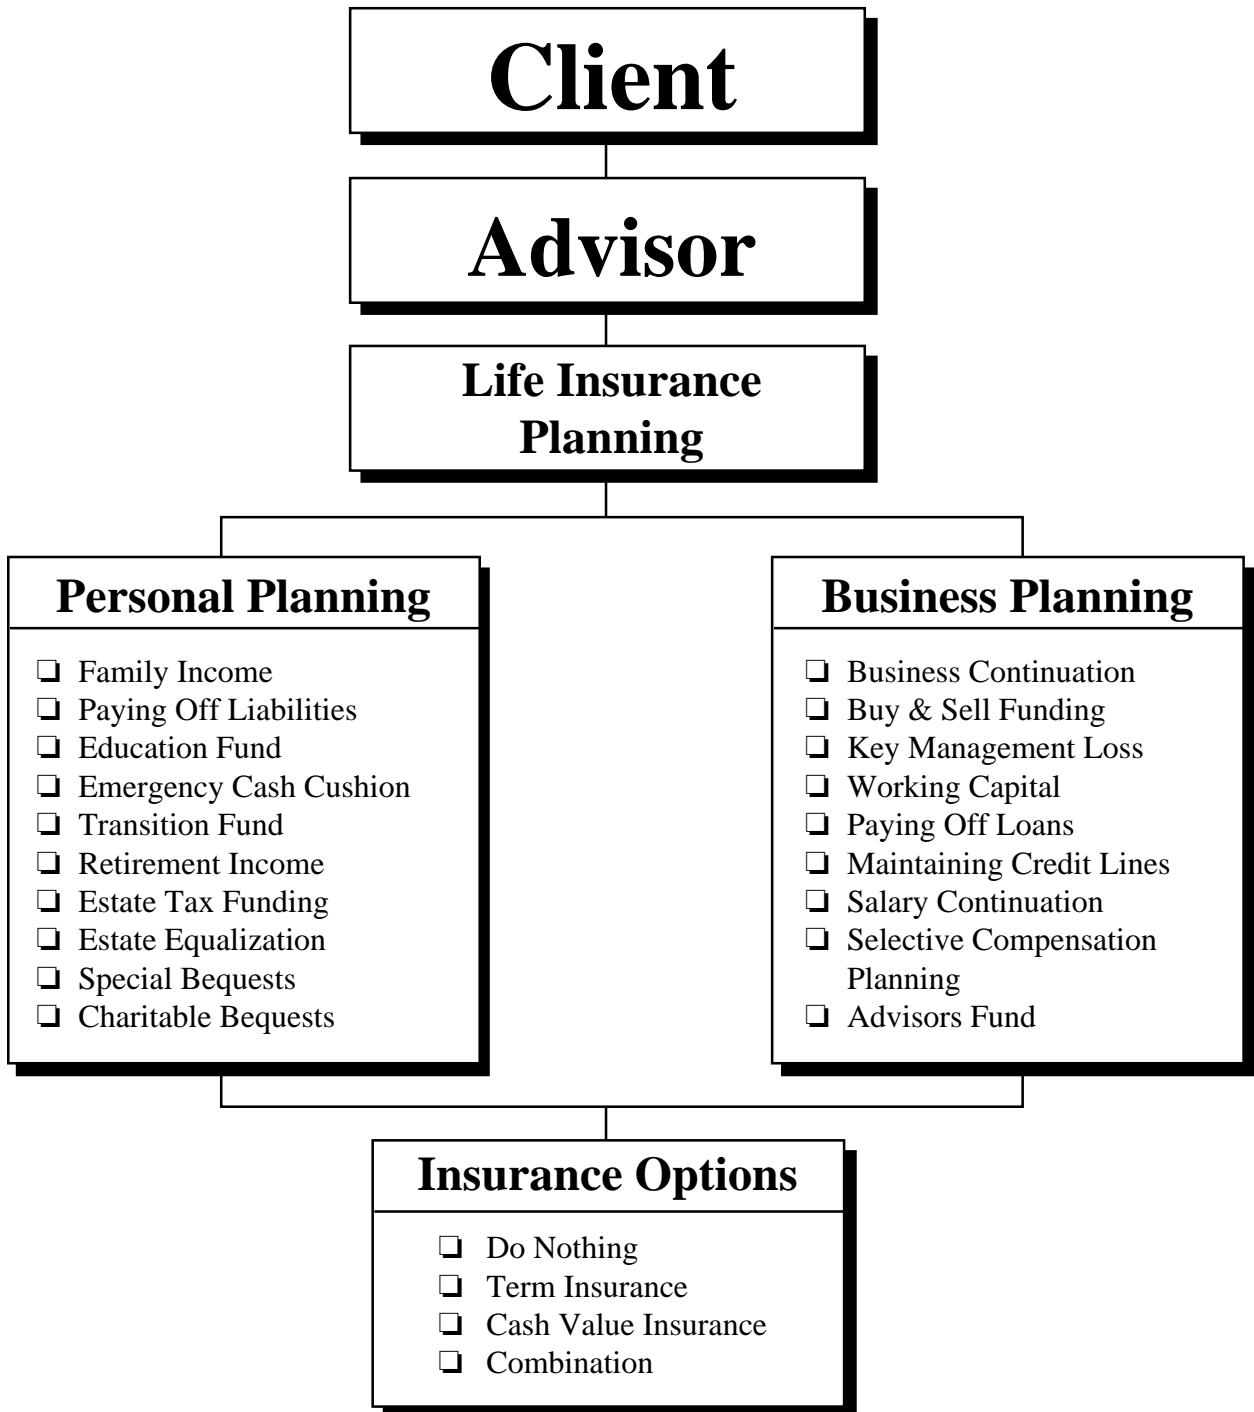 Client
Advisor
Life Insurance
Planning
Personal Planning
❏ Family Income
❏ Paying Off Liabilities
❏ Education Fund
❏ Emergency Cash Cushion
❏ Transition Fund
❏ Retirement Income
❏ Estate Tax Funding
❏ Estate Equalization
❏ Special Bequests
❏ Charitable Bequests
Business Planning
❏ Business Continuation
❏ Buy & Sell Funding
❏ Key Management Loss
❏ Working Capital
❏ Paying Off Loans
❏ Maintaining Credit Lines
❏ Salary Continuation
❏ Selective Compensation
Planning
❏ Advisors Fund
Insurance Options
❏ Do Nothing
❏ Term Insurance
❏ Cash Value Insurance
❏ Combination